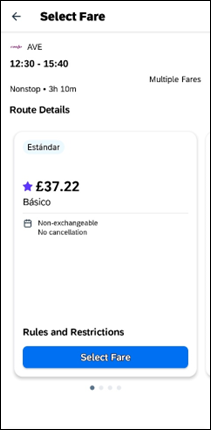 Select Fare
AVE
12:30 - 15:40
Multiple Fares
Nonstop • 3h 10m
Route Details
Estándar
£37.22
Básico
Non-exchangeable
No cancellation
Rules and Restrictions
Select Fare